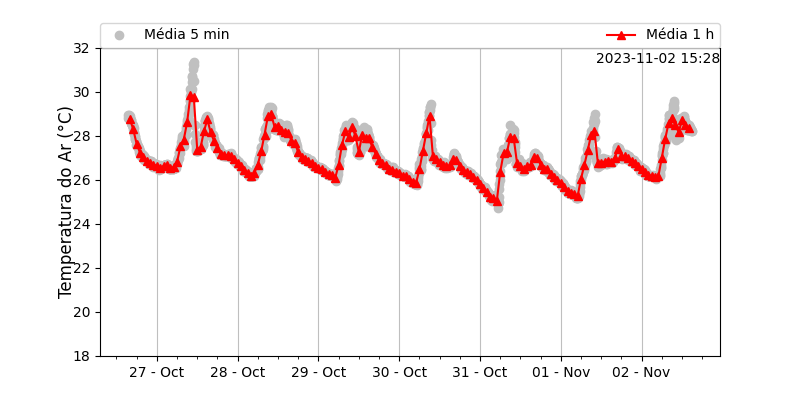 Média 5 min
Média 1 h
2023-11-02 15:28
Temperatura do Ar (°C)
32
30
28
26
24
22
20
18
27 - Oct
28 - Oct
29 - Oct
30 - Oct
31 - Oct
01 - Nov
02 - Nov